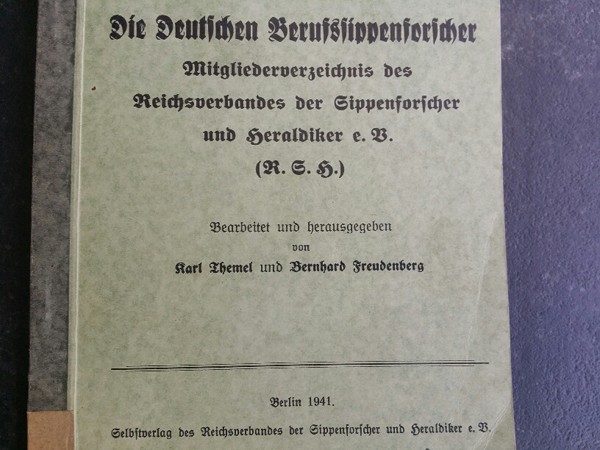 Die Deutschen Berufssippenforscher
Mitgliederverzeichnis des
Reichsverbandes der Sippenforscher
und Heraldiker e. V.
(R. S. H.)
Bearbeitet und herausgegeben
von
Karl Themel und Bernhard Freudenberg
Berlin 1941.
Selbstverlag des Reichsverbandes der Sippenforscher und Heraldiker e. V.